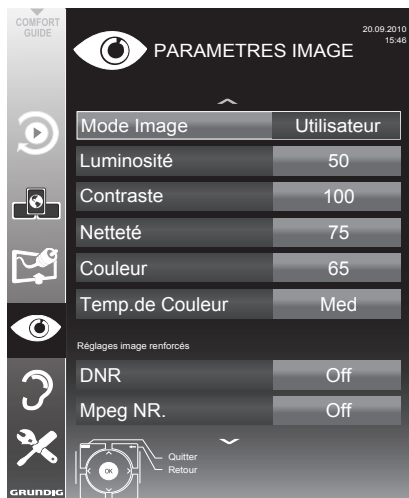 COMFORT
GUIDE
PARAMETRES IMAGE
20.09.2010
15:46
Mode Image Utilisateur
Luminosité 50
Contraste 100
Netteté 75
Couleur 65
Temp.de Couleur Med
Réglages image renforcés
DNR Off
Mpeg NR. Off
Quitter
Retour
OK
GRUNDIG